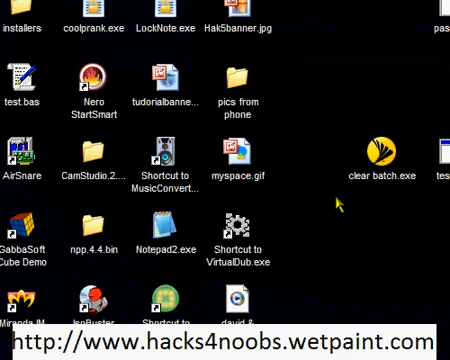 installers
coolprank.exe
LockNote.exe
Hak5banner.jpg
test.bas
Nero
StartSmart
tudorialbanne...
pics from
phone
AirSnare
CamStudio.2....
Shortcut to
MusicConvert...
myspace.gif
clear batch.exe
GabbaSoft
Cube Demo
npp.4.4.bin
Notepad2.exe
Shortcut to
VirtualDub.exe
Miranda IM
IsoBuster
Shortcut to
david &
http://www.hacks4noobs.wetpaint.com